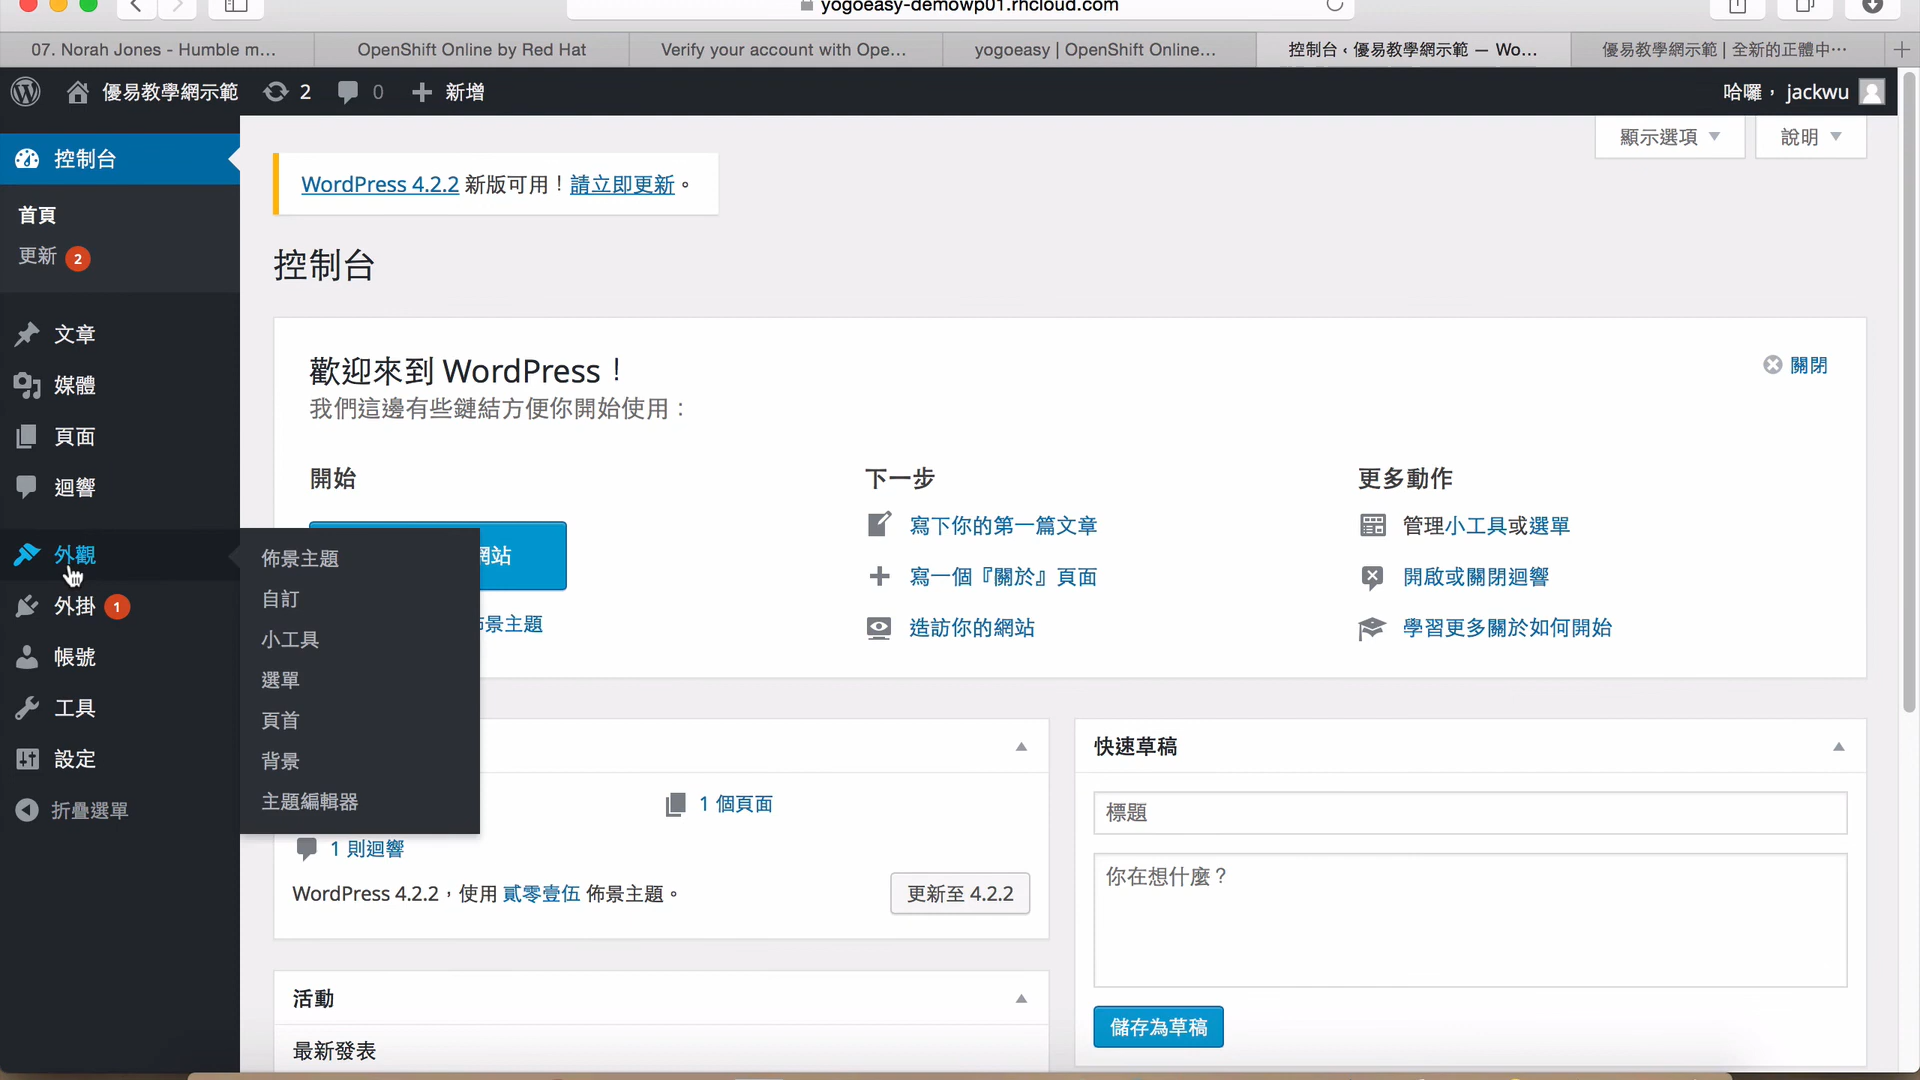 yogoeasy-demowp01.rhcloud.com
07. Norah Jones - Humble m...
OpenShift Online by Red Hat
Verify your account with Ope...
yogoeasy | OpenShift Online...
控制台 ‹ 優易教學網示範 — Wo...
優易教學網示範 | 全新的正體中⋯
優易教學網示範
2
0
新增
哈囉， jackwu
控制台
首頁
更新 2
文章
媒體
頁面
迴響
外觀
外掛 1
帳號
工具
設定
折疊選單
佈景主題
自訂
小工具
選單
頁首
背景
主題編輯器
顯示選項
說明
WordPress 4.2.2 新版可用！請立即更新。
控制台
歡迎來到 WordPress！
我們這邊有些鏈結方便你開始使用：
關閉
開始
網站
佈景主題
下一步
寫下你的第一篇文章
寫一個『關於』頁面
造訪你的網站
更多動作
管理小工具或選單
開啟或關閉迴響
學習更多關於如何開始
1 個頁面
1 則迴響
WordPress 4.2.2，使用 貳零壹伍 佈景主題。
更新至 4.2.2
活動
最新發表
快速草稿
標題
你在想什麼？
儲存為草稿